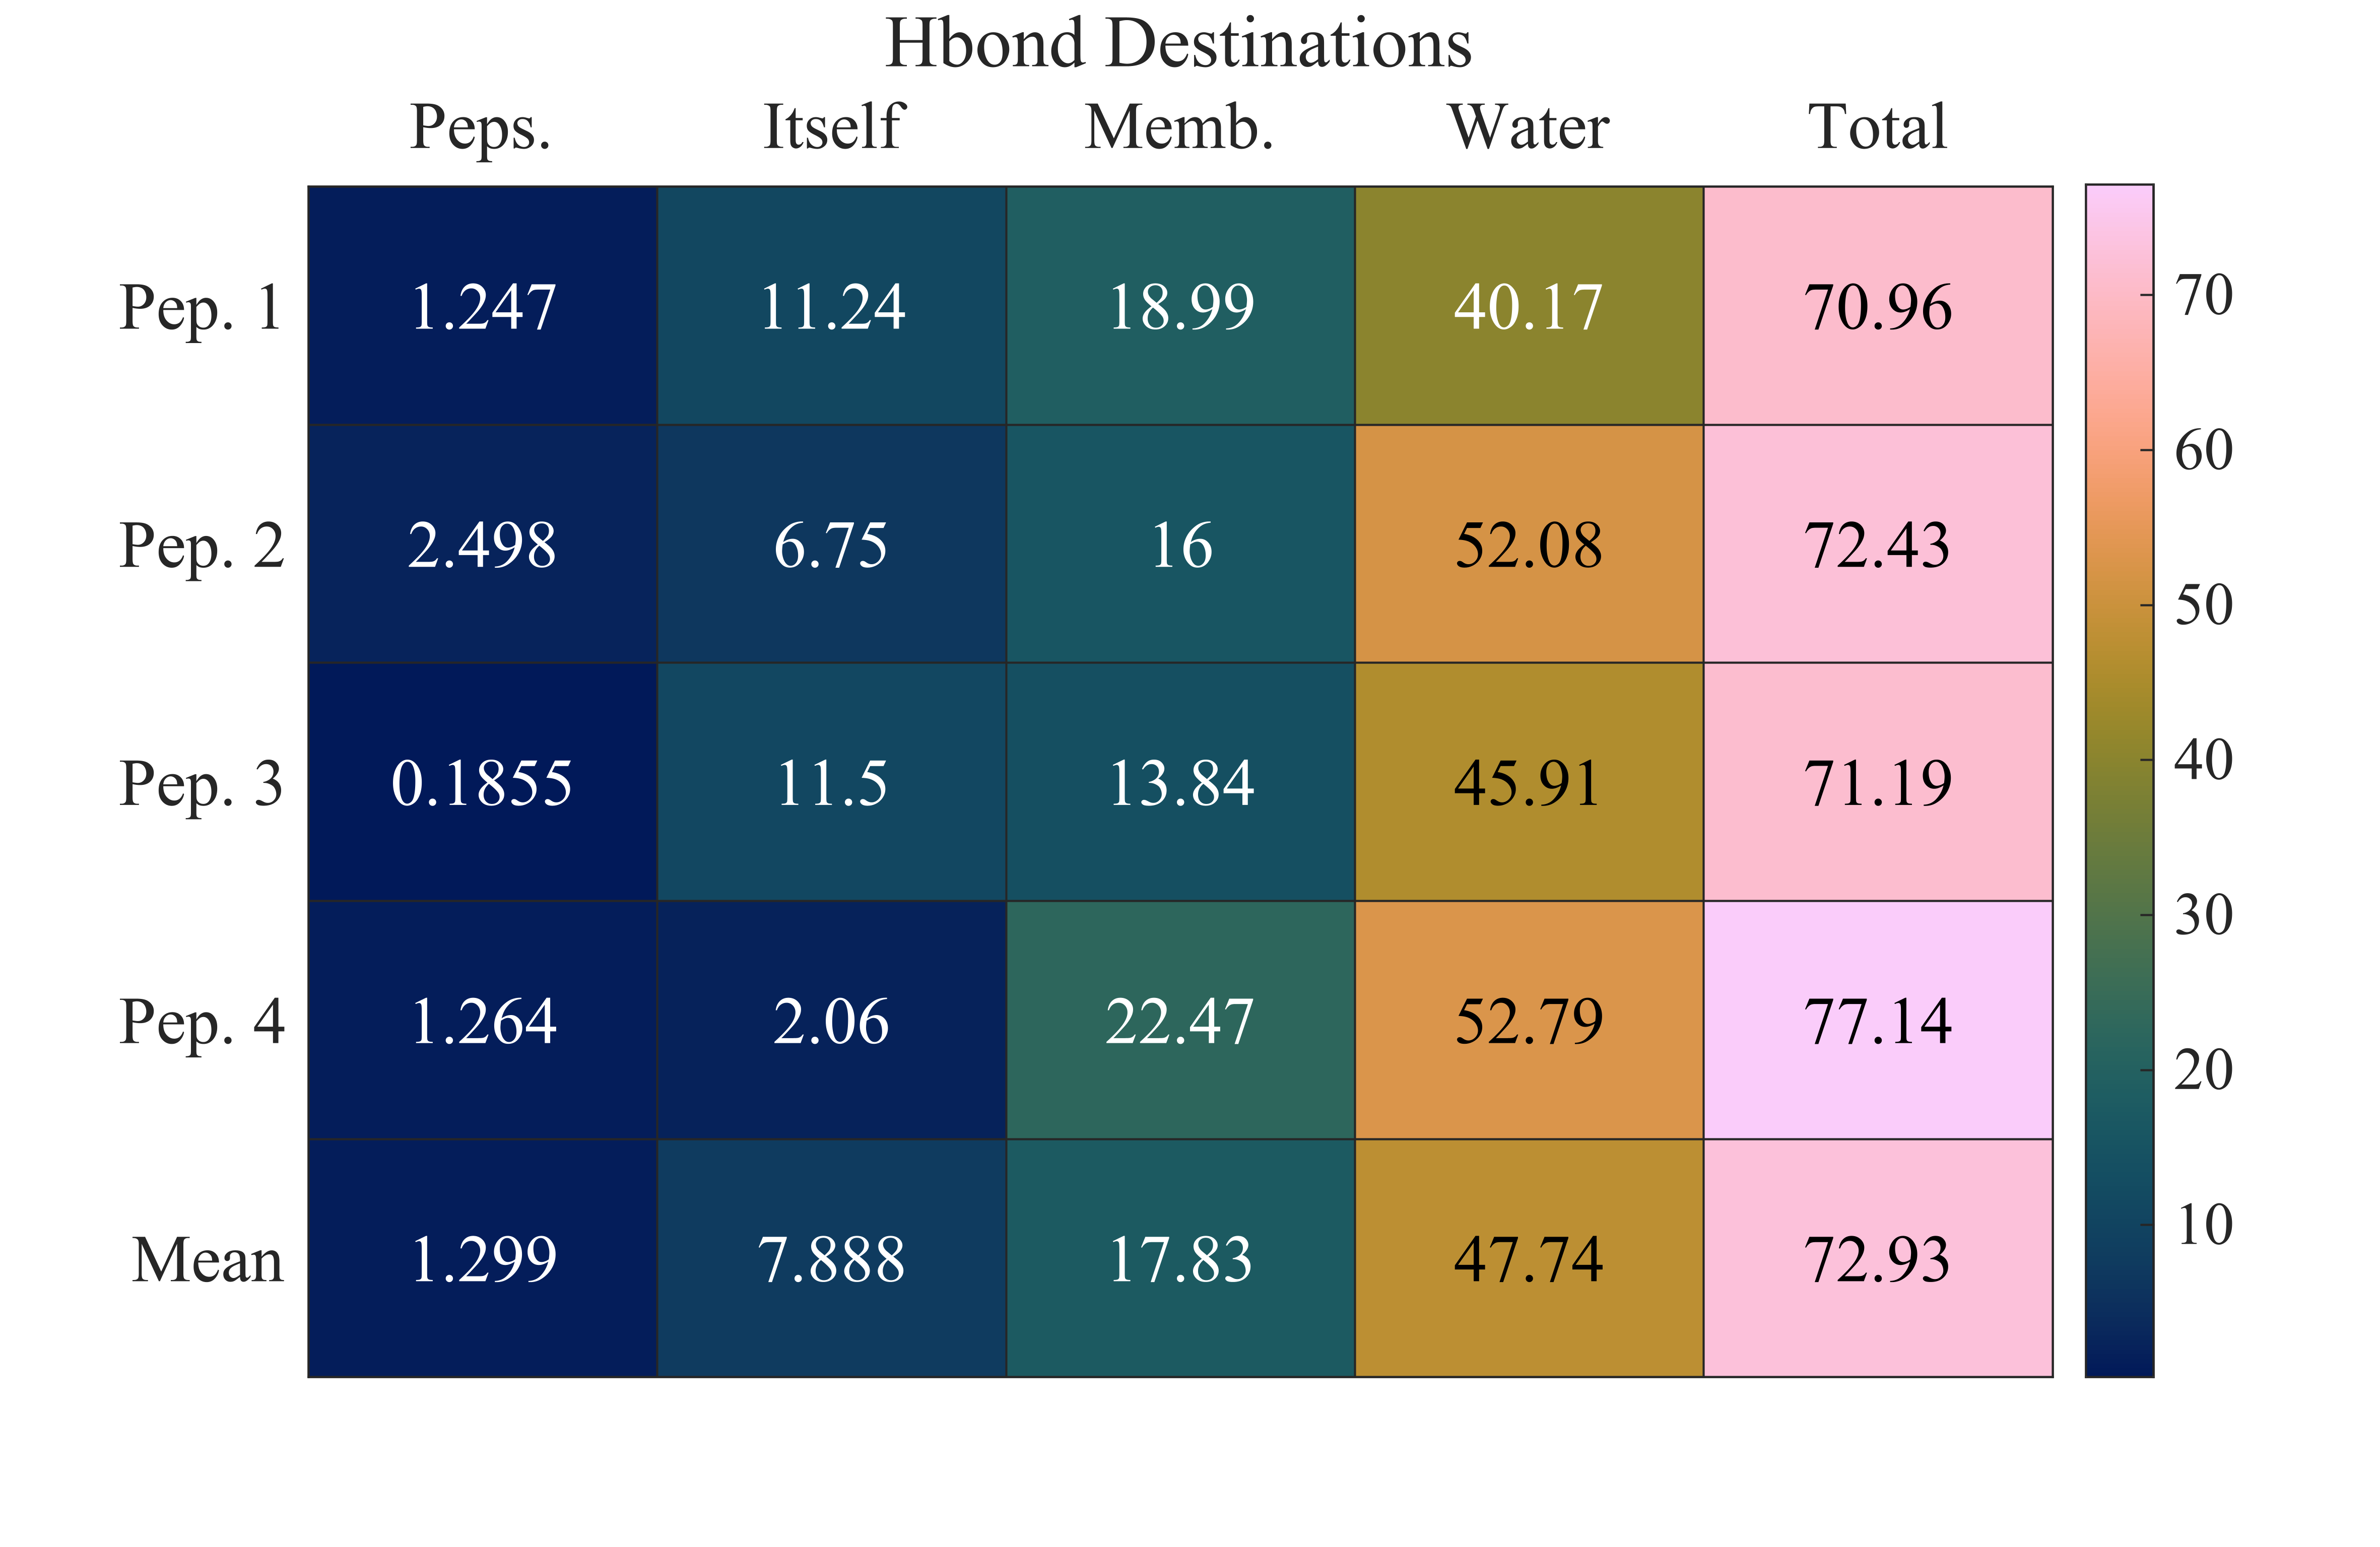 Hbond Destinations
Peps. Itself Memb. Water Total
Pep. 1 1.247 11.24 18.99 40.17 70.96
70
60
Pep. 2 2.498 6.75 16 52.08 72.43
50
Pep. 3 0.1855 11.5 13.84 45.91 71.19
40
30
Pep. 4 1.264 2.06 22.47 52.79 77.14
20
10
Mean 1.299 7.888 17.83 47.74 72.93